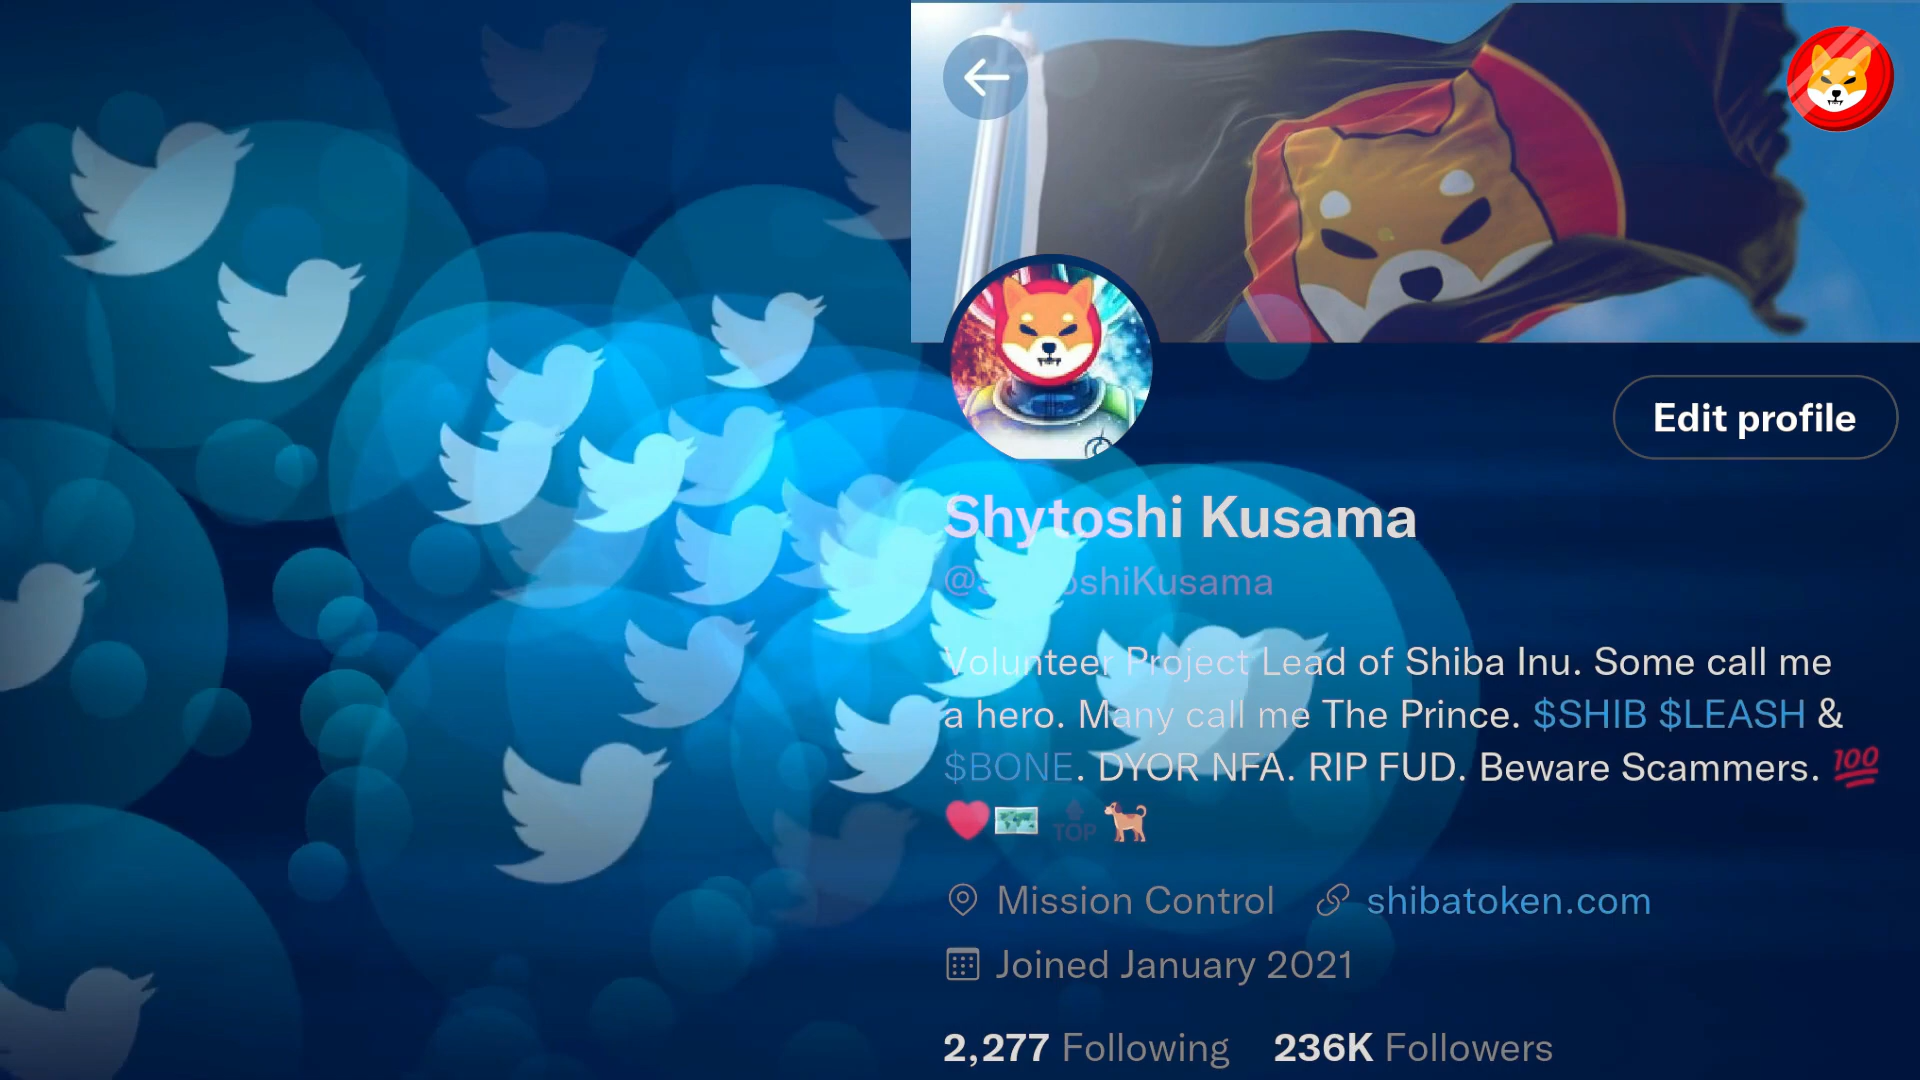 Edit profile
Shytoshi Kusama
@ShytoshiKusama
Volunteer Project Lead of Shiba Inu. Some call me
a hero. Many call me The Prince. $SHIB $LEASH &
$BONE. DYOR NFA. RIP FUD. Beware Scammers. 💯
❤️🗺️🔝🐕
Mission Control shibatoken.com
Joined January 2021
2,277 Following 236K Followers